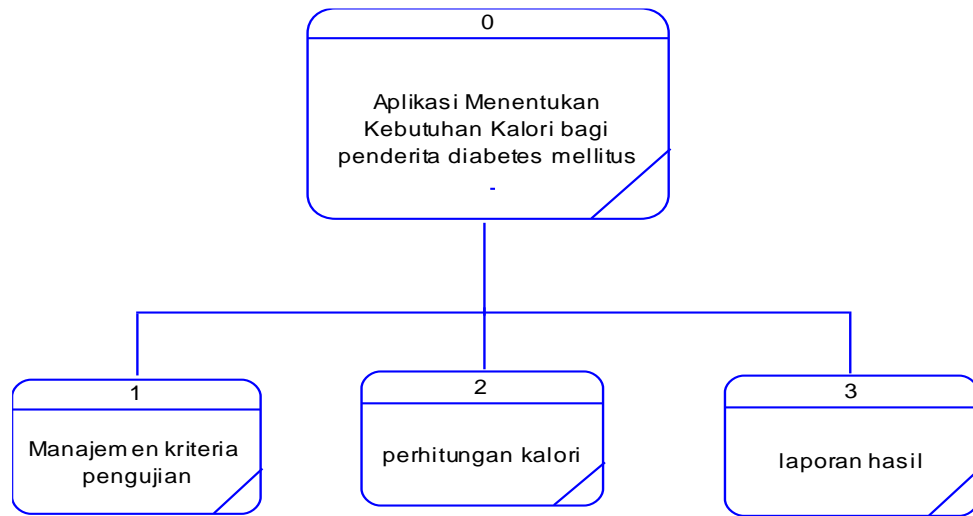 0
Aplikasi Menentukan
Kebutuhan Kalori bagi
penderita diabetes mellitus
-
1
Manajemen kriteria
pengujian
2
perhitungan kalori
3
laporan hasil